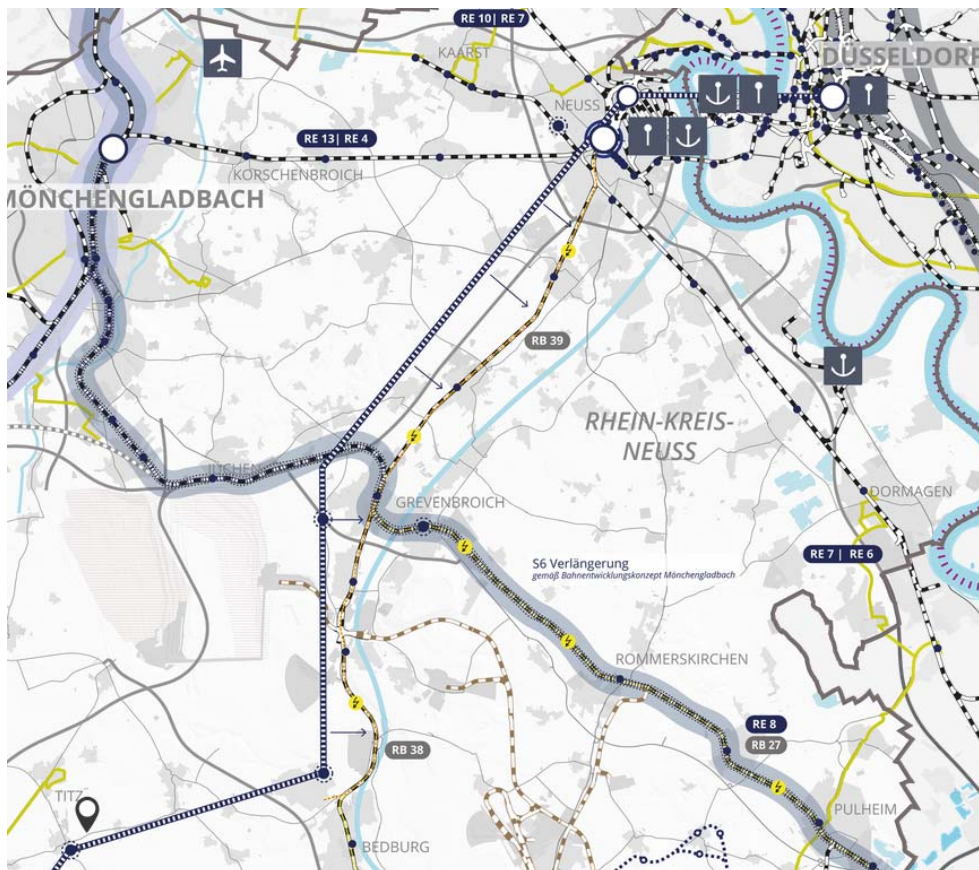 RE 10| RE 7
KAARST
DÜSSELDORF
NEUSS
RE 13| RE 4
KORSCHENBROICH
MÖNCHENGLADBACH
RB 39
RHEIN-KREIS-
NEUSS
JÜCHEN
GREVENBROICH
DORMAGEN
S6 Verlängerung
gemäß Bahnentwicklungskonzept Mönchengladbach
RE 7 | RE 6
ROMMERSKIRCHEN
RE 8
RB 27
RB 38
TITZ
PULHEIM
BEDBURG